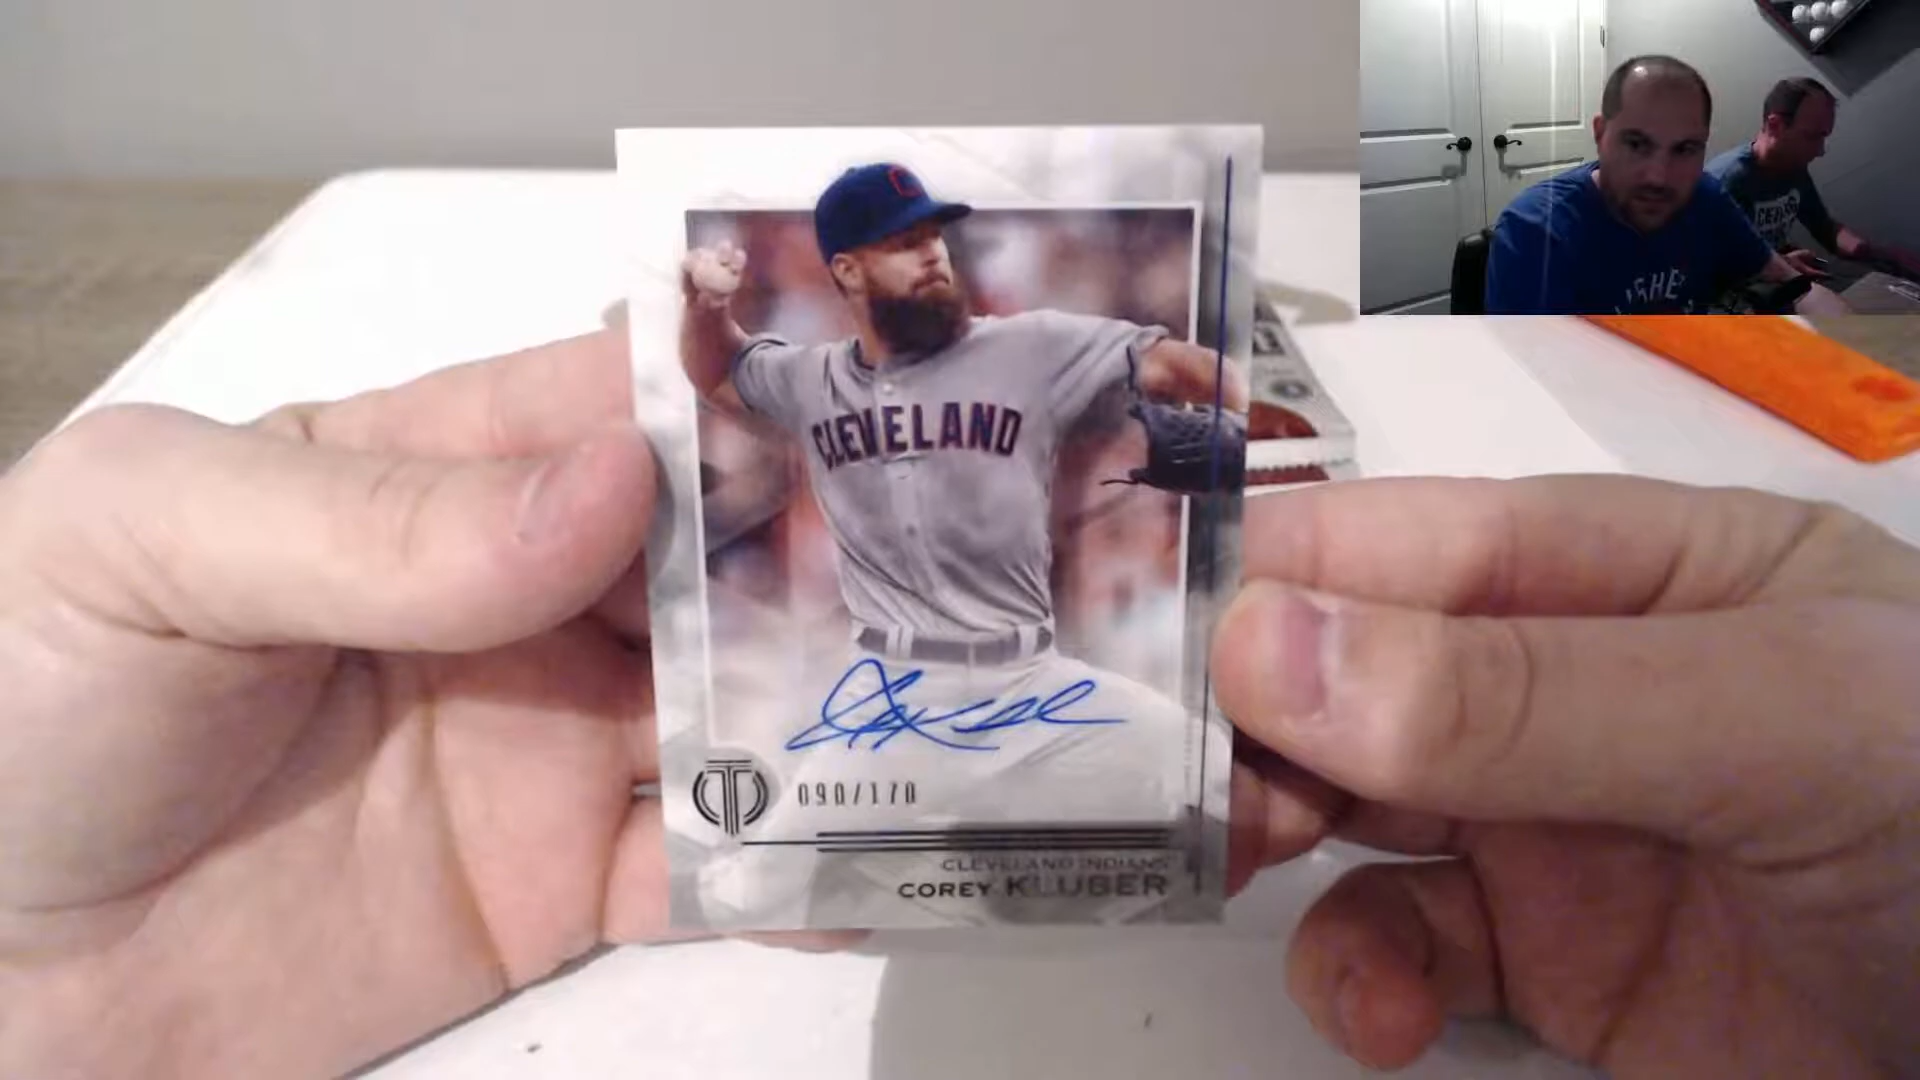 CLEVELAND
090/170
CLEVELAND INDIANS
COREY KLUBER